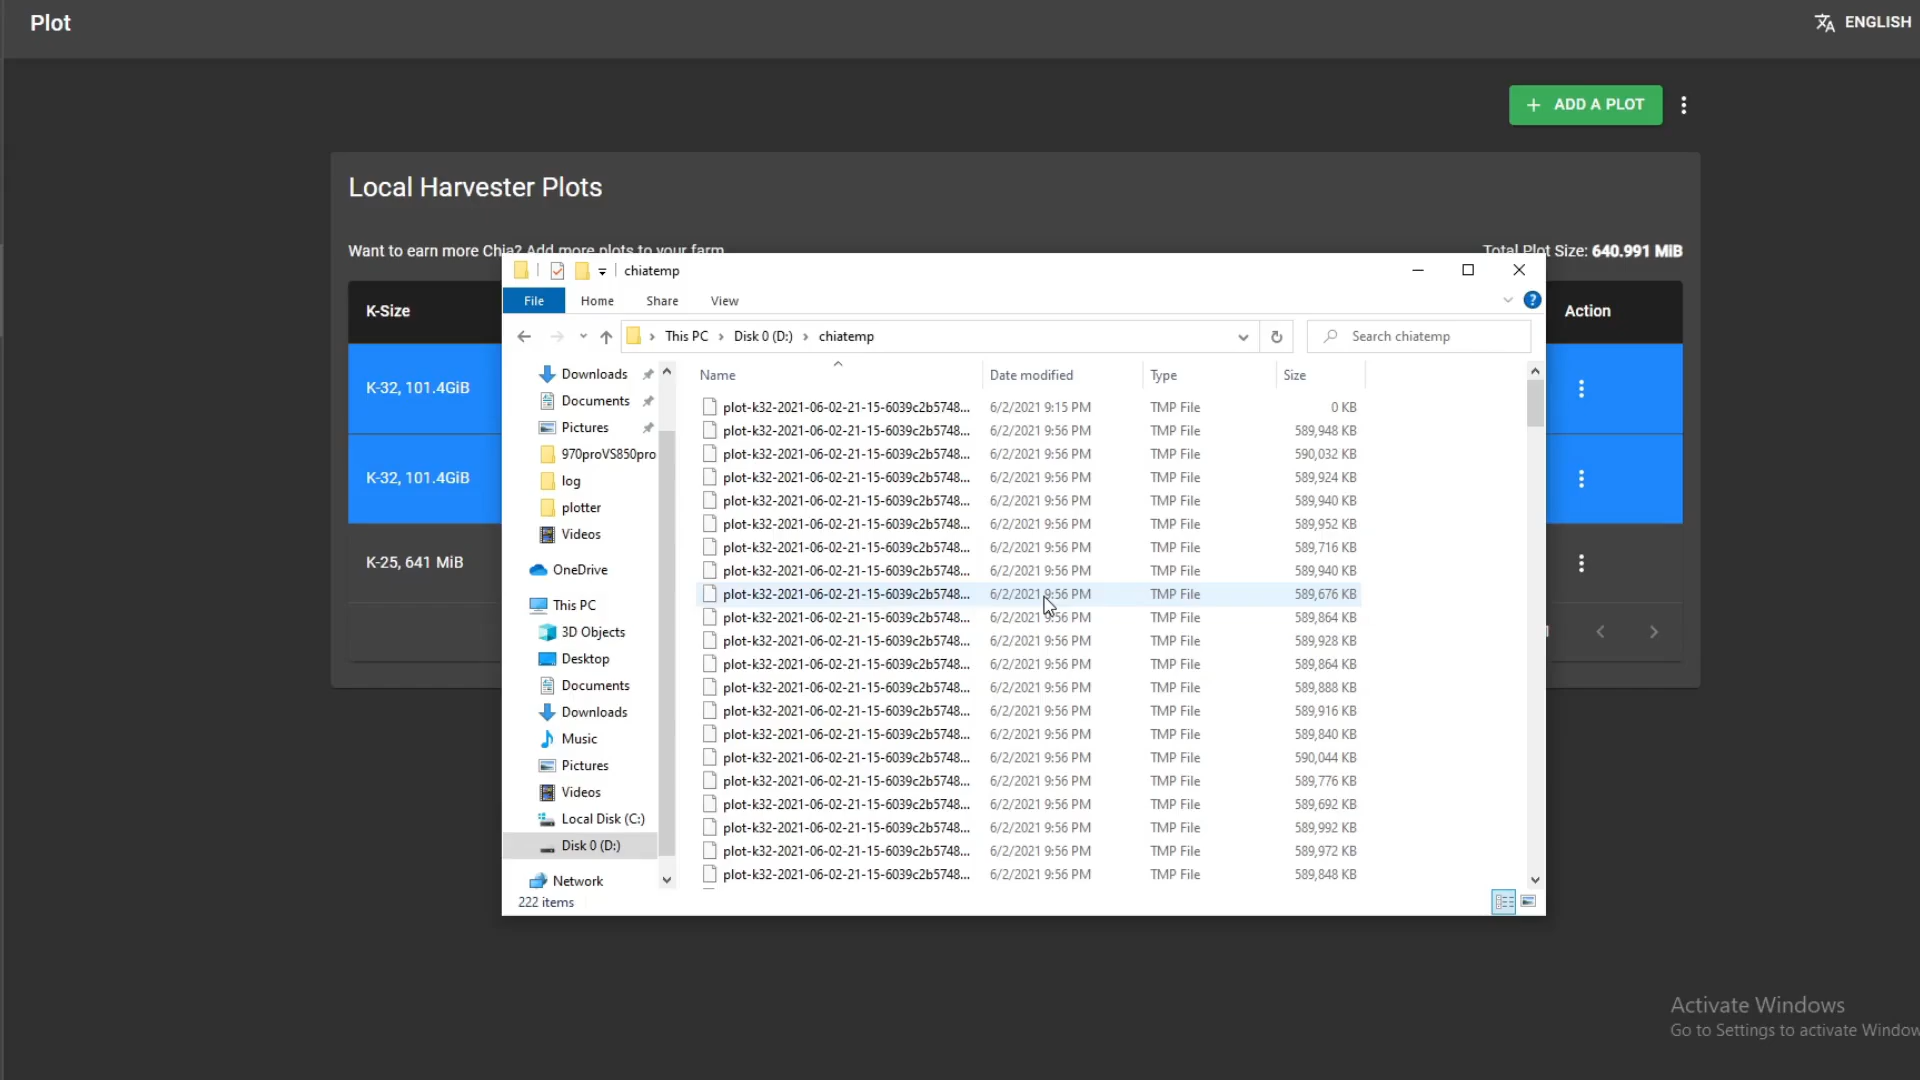 Plot
ENGLISH
ADD A PLOT
Local Harvester Plots
Want to earn more Chia? Add more plots to your farm
Total Plot Size: 640.991 MiB
K-Size
Action
K-32, 101.4GiB
K-32, 101.4GiB
K-25, 641 MiB
chiatemp
File Home Share View
This PC > Disk 0 (D:) > chiatemp
Search chiatemp
Downloads
Documents
Pictures
970proVS850pro
log
plotter
Videos
OneDrive
This PC
3D Objects
Desktop
Documents
Downloads
Music
Pictures
Videos
Local Disk (C:)
Disk 0 (D:)
Network
Name Date modified Type Size
plot-k32-2021-06-02-21-15-6039c2b5748... 6/2/2021 9:15 PM TMP File 0 KB
plot-k32-2021-06-02-21-15-6039c2b5748... 6/2/2021 9:56 PM TMP File 589,948 KB
plot-k32-2021-06-02-21-15-6039c2b5748... 6/2/2021 9:56 PM TMP File 590,032 KB
plot-k32-2021-06-02-21-15-6039c2b5748... 6/2/2021 9:56 PM TMP File 589,924 KB
plot-k32-2021-06-02-21-15-6039c2b5748... 6/2/2021 9:56 PM TMP File 589,940 KB
plot-k32-2021-06-02-21-15-6039c2b5748... 6/2/2021 9:56 PM TMP File 589,952 KB
plot-k32-2021-06-02-21-15-6039c2b5748... 6/2/2021 9:56 PM TMP File 589,716 KB
plot-k32-2021-06-02-21-15-6039c2b5748... 6/2/2021 9:56 PM TMP File 589,940 KB
plot-k32-2021-06-02-21-15-6039c2b5748... 6/2/2021 9:56 PM TMP File 589,676 KB
plot-k32-2021-06-02-21-15-6039c2b5748... 6/2/2021 9:56 PM TMP File 589,864 KB
plot-k32-2021-06-02-21-15-6039c2b5748... 6/2/2021 9:56 PM TMP File 589,928 KB
plot-k32-2021-06-02-21-15-6039c2b5748... 6/2/2021 9:56 PM TMP File 589,864 KB
plot-k32-2021-06-02-21-15-6039c2b5748... 6/2/2021 9:56 PM TMP File 589,888 KB
plot-k32-2021-06-02-21-15-6039c2b5748... 6/2/2021 9:56 PM TMP File 589,916 KB
plot-k32-2021-06-02-21-15-6039c2b5748... 6/2/2021 9:56 PM TMP File 589,840 KB
plot-k32-2021-06-02-21-15-6039c2b5748... 6/2/2021 9:56 PM TMP File 590,044 KB
plot-k32-2021-06-02-21-15-6039c2b5748... 6/2/2021 9:56 PM TMP File 589,776 KB
plot-k32-2021-06-02-21-15-6039c2b5748... 6/2/2021 9:56 PM TMP File 589,692 KB
plot-k32-2021-06-02-21-15-6039c2b5748... 6/2/2021 9:56 PM TMP File 589,992 KB
plot-k32-2021-06-02-21-15-6039c2b5748... 6/2/2021 9:56 PM TMP File 589,972 KB
plot-k32-2021-06-02-21-15-6039c2b5748... 6/2/2021 9:56 PM TMP File 589,848 KB
222 items
Activate Windows
Go to Settings to activate Window